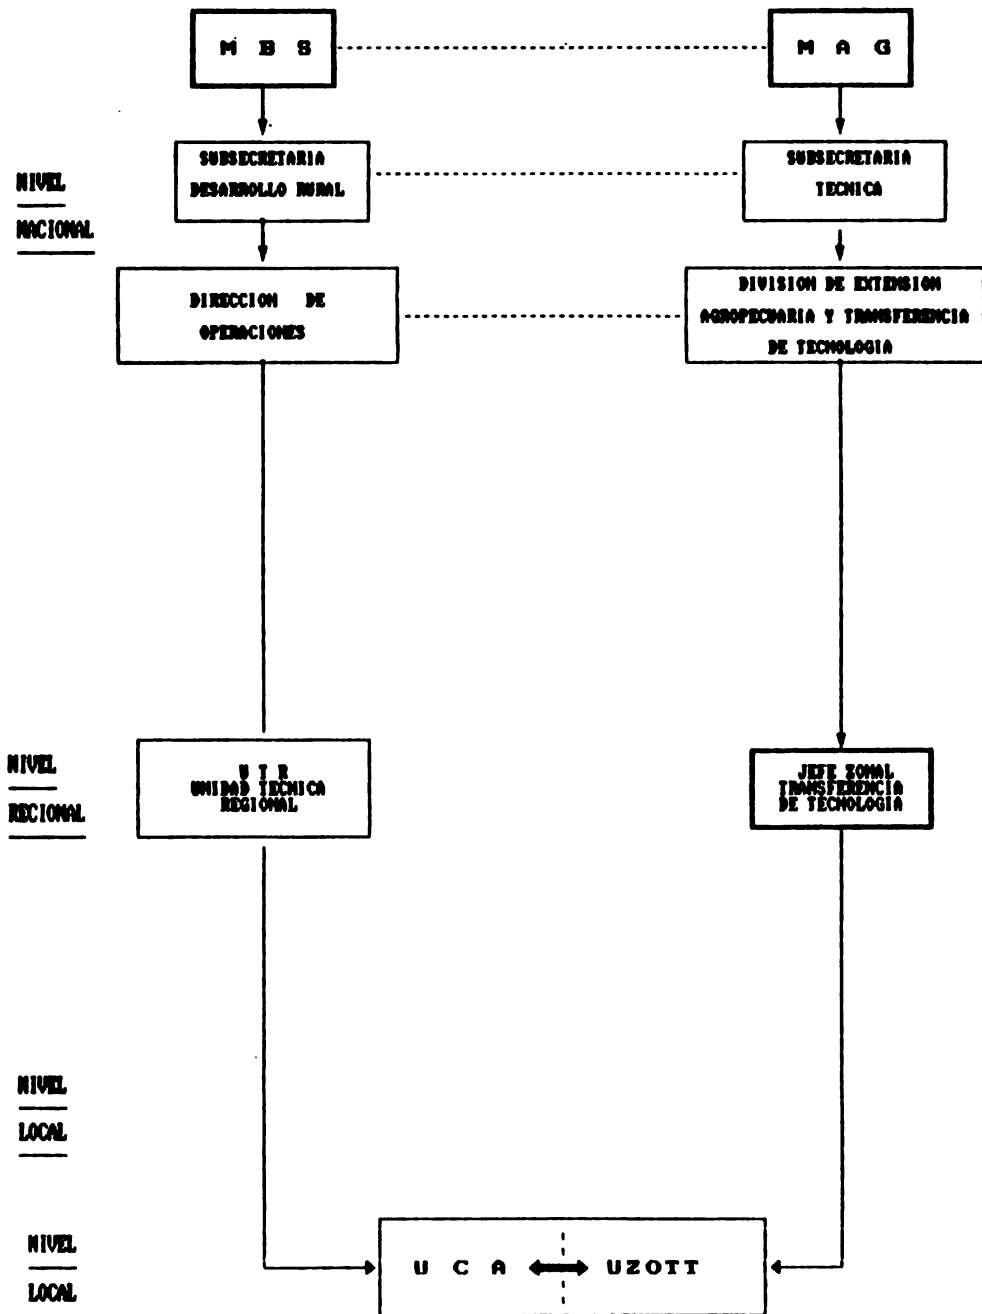 M B S
M A G
NIVEL
NACIONAL
SUBSECRETARIA
DESARROLLO RURAL
SUBSECRETARIA
TECNICA
DIRECCION DE
OPERACIONES
DIVISION DE EXTENSION
AGROPECUARIA Y TRANSFERENCIA
DE TECNOLOGIA
NIVEL
REGIONAL
U T R
UNIDAD TECNICA
REGIONAL
JEFE ZONAL
TRANSFERENCIA
DE TECNOLOGIA
NIVEL
LOCAL
NIVEL
LOCAL
U C A
UZOTT